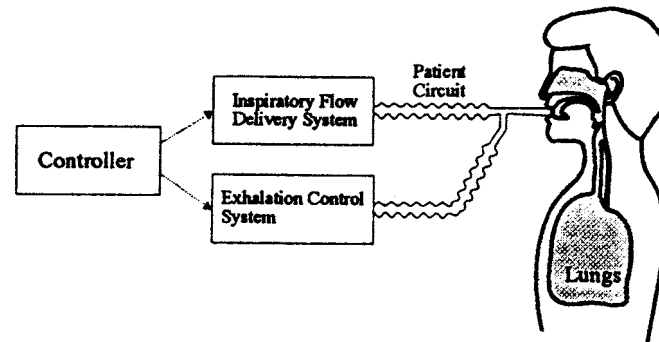 Patient
Circuit
Inspiratory Flow
Delivery System
Controller
Exhalation Control
System
Lungs